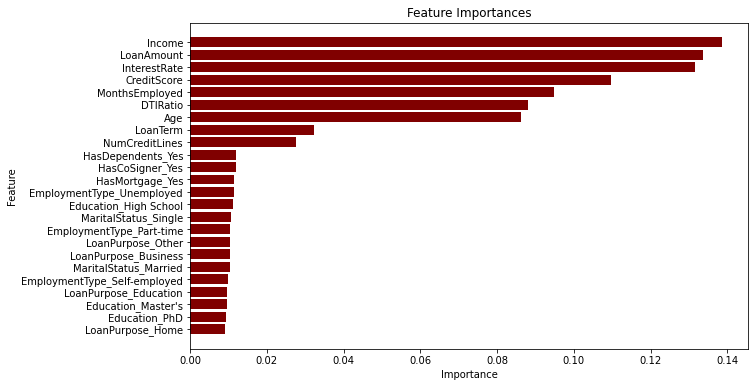 Feature Importances
Income
LoanAmount
InterestRate
CreditScore
MonthsEmployed
DTIRatio
Age
LoanTerm
NumCreditLines
HasDependents_Yes
HasCoSigner_Yes
HasMortgage_Yes
EmploymentType_Unemployed
Education_High School
MaritalStatus_Single
EmploymentType_Part-time
LoanPurpose_Other
LoanPurpose_Business
MaritalStatus_Married
EmploymentType_Self-employed
LoanPurpose_Education
Education_Master's
Education_PhD
LoanPurpose_Home
Feature
0.00 0.02 0.04 0.06 0.08 0.10 0.12 0.14
Importance